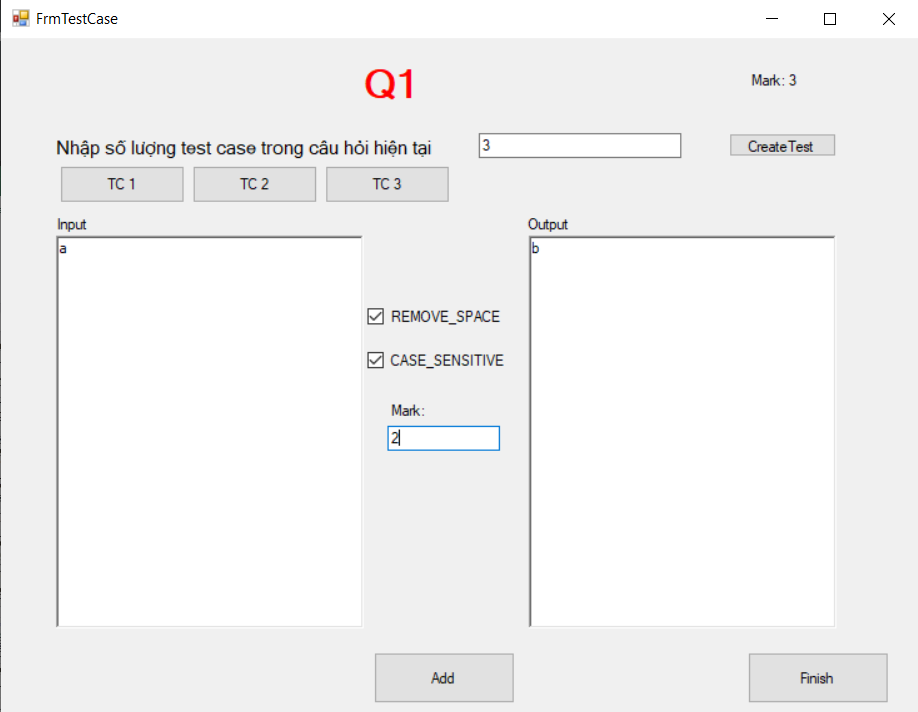 FrmTestCase
Q1
Mark: 3
Nhập số lượng test case trong câu hỏi hiện tại
3
CreateTest
TC 1
TC 2
TC 3
Input
Output
a
b
REMOVE_SPACE
CASE_SENSITIVE
Mark:
2
Add
Finish